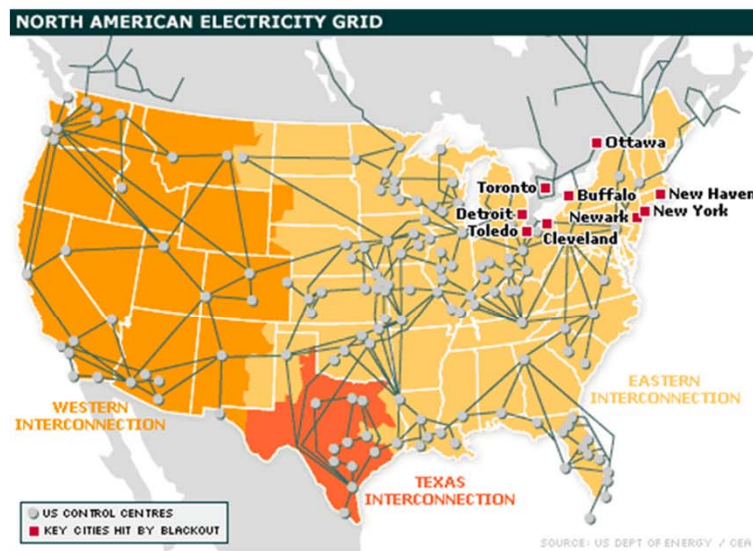 NORTH AMERICAN ELECTRICITY GRID
Ottawa
Toronto
Buffalo
New Haven
Detroit
Newark
New York
Toledo
Cleveland
EASTERN
INTERCONNECTION
WESTERN
INTERCONNECTION
TEXAS
INTERCONNECTION
US CONTROL CENTRES
KEY CITIES HIT BY BLACKOUT
SOURCE: US DEPT OF ENERGY / CEA